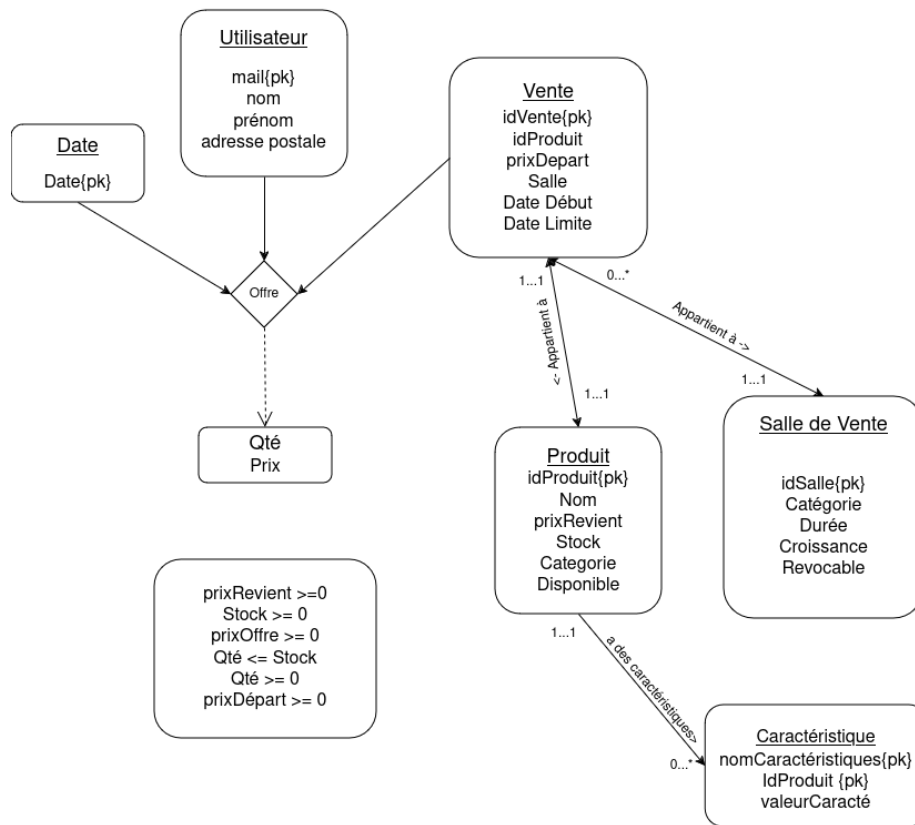 Utilisateur
mail{pk}
nom
prénom
adresse postale
Vente
idVente{pk}
idProduit
prixDepart
Salle
Date Début
Date Limite
Date
Date{pk}
Offre
1...1
0...*
<- Appartient à
Appartient à ->
1...1
1...1
Qté
Prix
Produit
idProduit{pk}
Nom
prixRevient
Stock
Categorie
Disponible
Salle de Vente
idSalle{pk}
Catégorie
Durée
Croissance
Revocable
prixRevient >=0
Stock >= 0
prixOffre >= 0
Qté <= Stock
Qté >= 0
prixDépart >= 0
1...1
a des caractéristiques>
0...*
Caractéristique
nomCaractéristiques{pk}
IdProduit {pk}
valeurCaracté